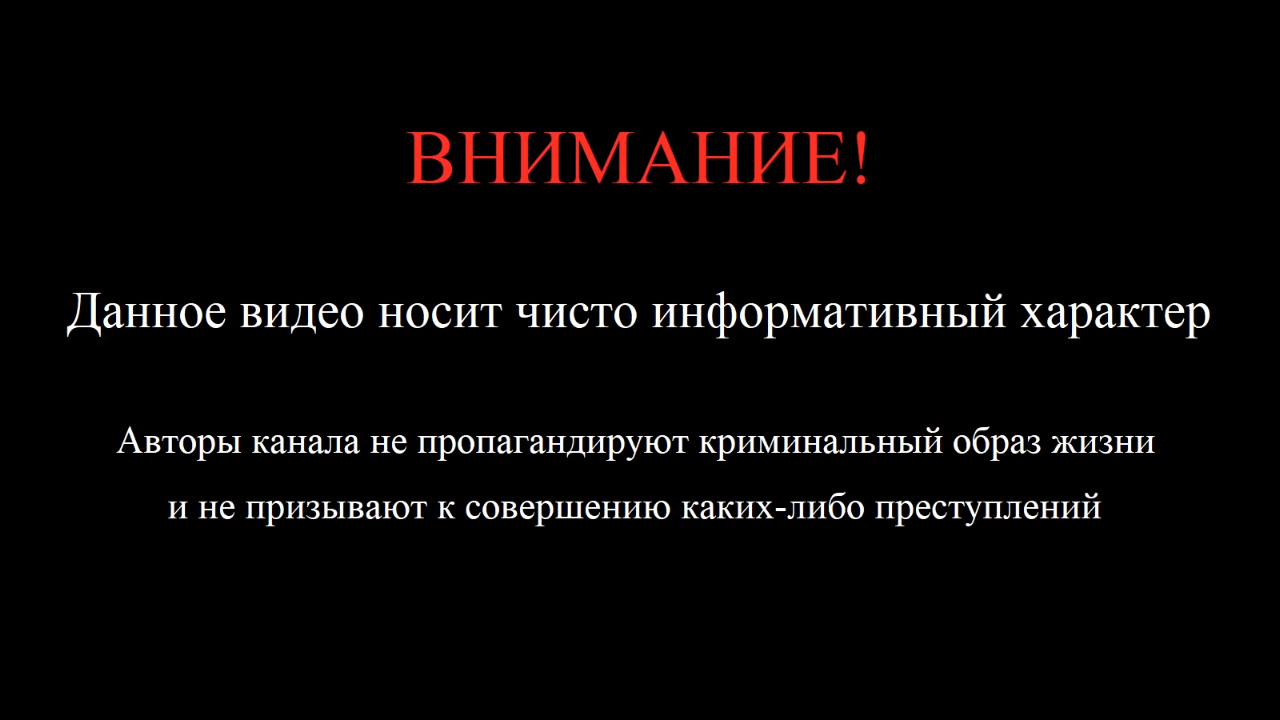 ВНИМАНИЕ!
Данное видео носит чисто информативный характер
Авторы канала не пропагандируют криминальный образ жизни
и не призывают к совершению каких-либо преступлений